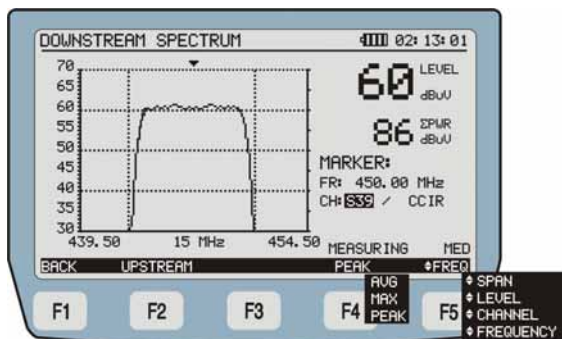 DOWNSTREAM SPECTRUM 02:13:01
70
65
60
55
50
45
40
35
30
60 LEVEL dBuV
86 ΣPWR dBuV
MARKER:
FR: 450.00 MHz
CH: S39 / CCIR
439.50 15 MHz 454.50
MEASURING MED
BACK UPSTREAM PEAK ♦FREQ
AVG
MAX
PEAK
♦ SPAN
♦ LEVEL
♦ CHANNEL
♦ FREQUENCY
F1 F2 F3 F4 F5